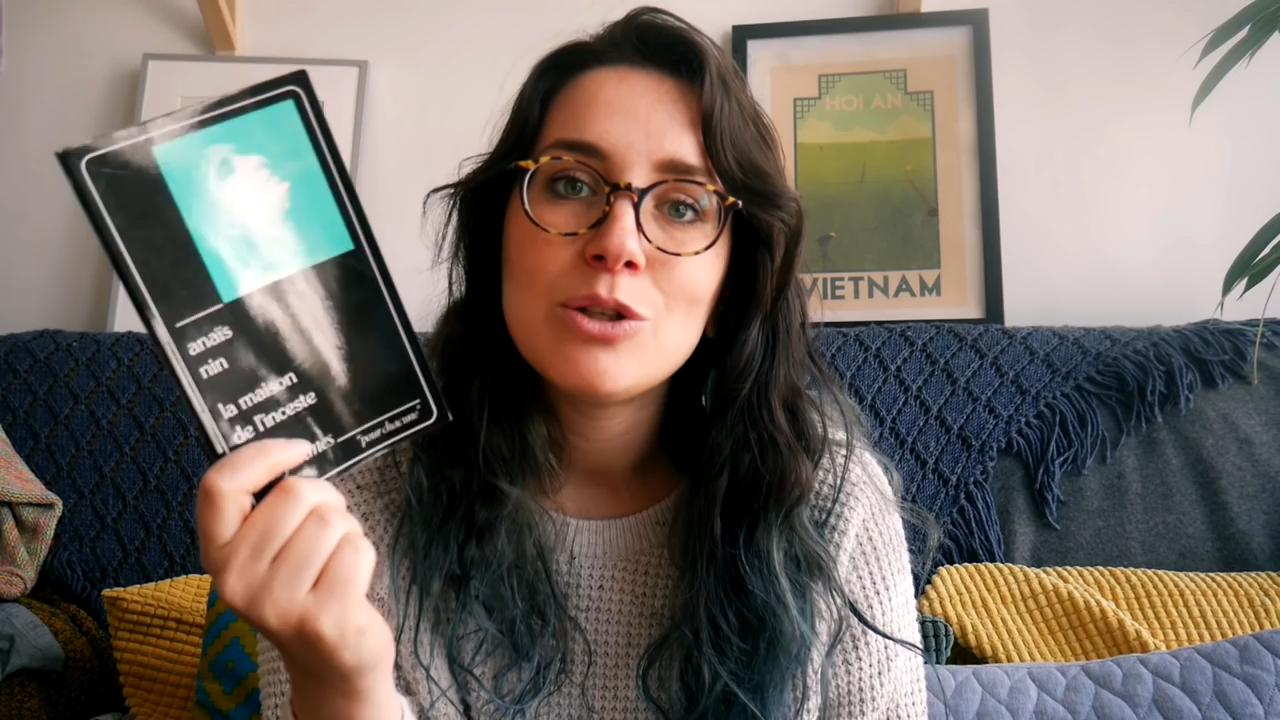 anaïs
nin
la maison
de l'inceste
"pour chacune"
HOI AN
VIETNAM